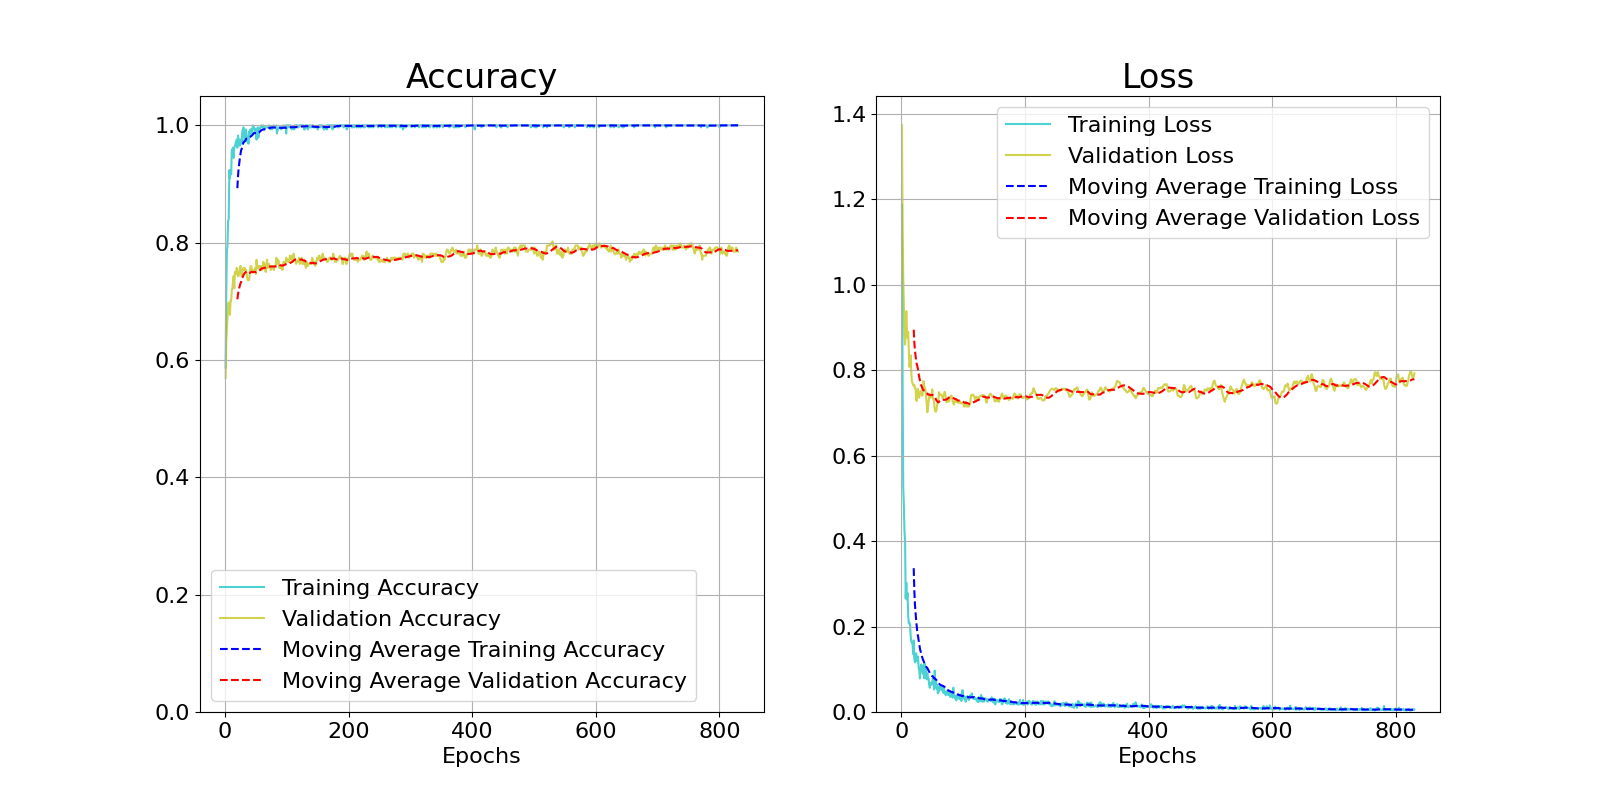 Accuracy
1.0
0.8
0.6
0.4
0.2
0.0
Training Accuracy
Validation Accuracy
Moving Average Training Accuracy
Moving Average Validation Accuracy
0 200 400 600 800
Epochs
Loss
1.4
1.2
1.0
0.8
0.6
0.4
0.2
0.0
Training Loss
Validation Loss
Moving Average Training Loss
Moving Average Validation Loss
0 200 400 600 800
Epochs